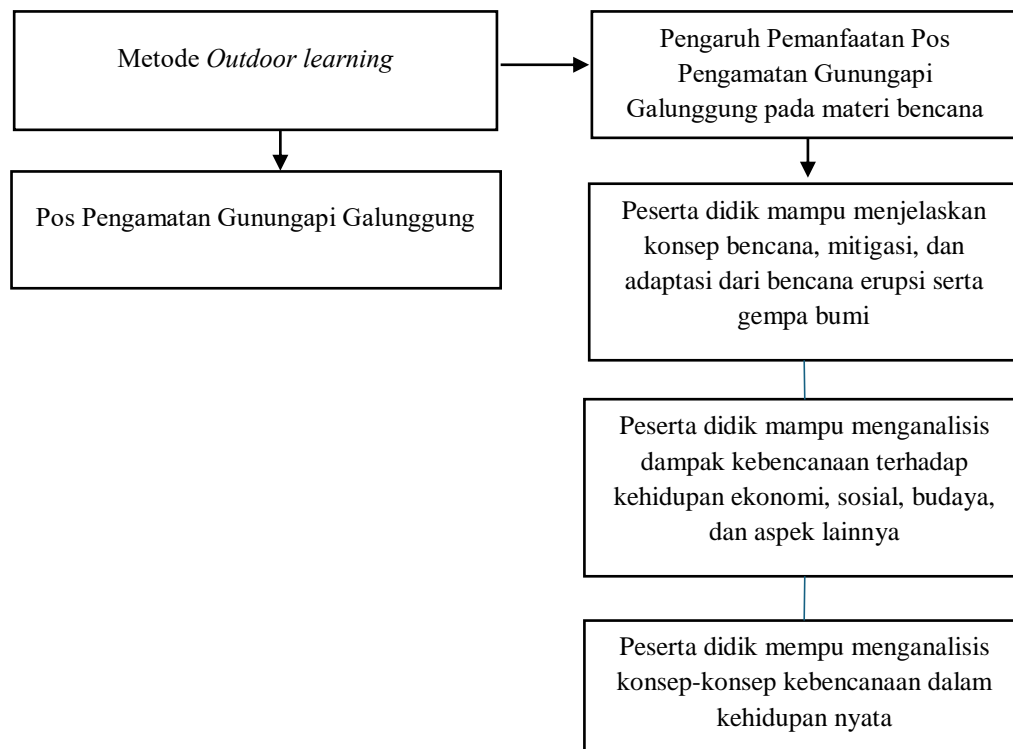 Metode Outdoor learning
Pos Pengamatan Gunungapi Galunggung
Pengaruh Pemanfaatan Pos
Pengamatan Gunungapi
Galunggung pada materi bencana
Peserta didik mampu menjelaskan
konsep bencana, mitigasi, dan
adaptasi dari bencana erupsi serta
gempa bumi
Peserta didik mampu menganalisis
dampak kebencanaan terhadap
kehidupan ekonomi, sosial, budaya,
dan aspek lainnya
Peserta didik mempu menganalisis
konsep-konsep kebencanaan dalam
kehidupan nyata